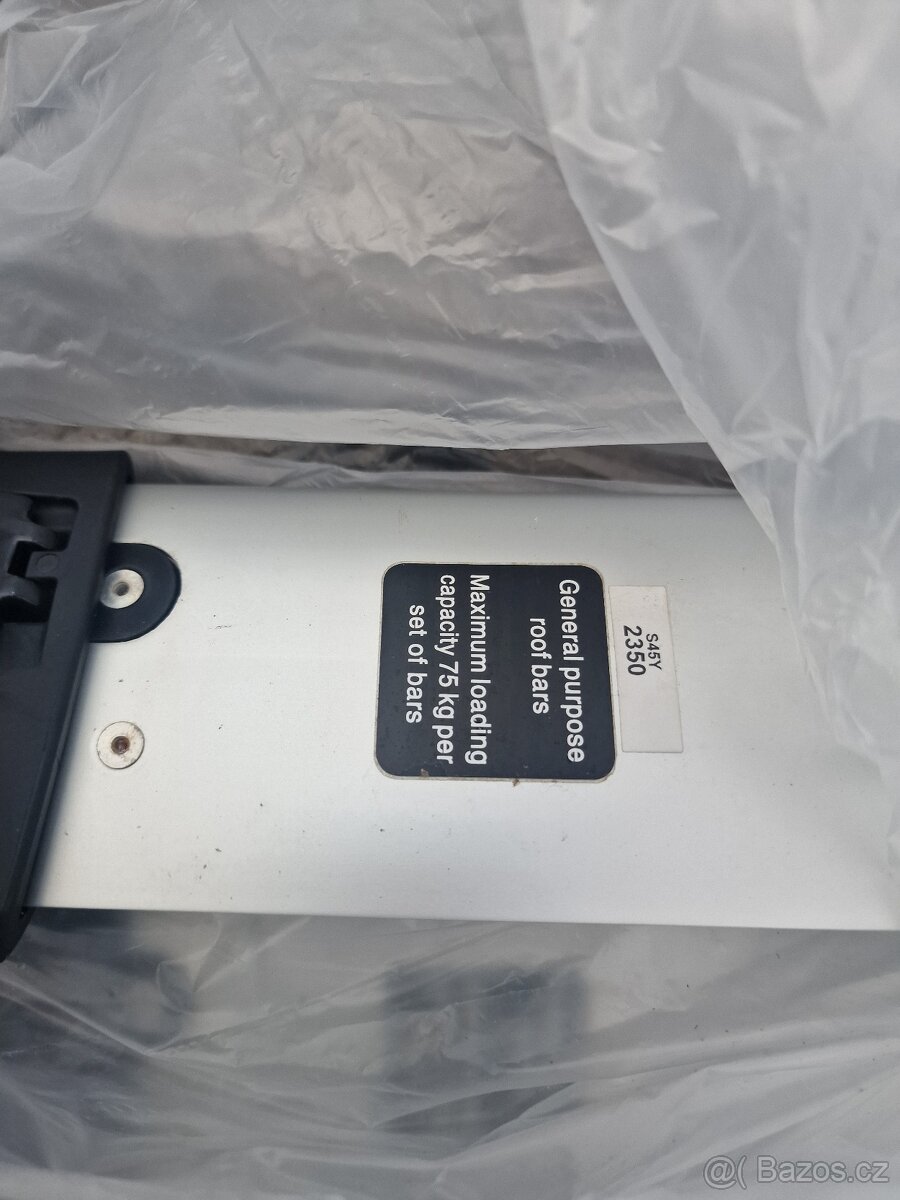 S45Y
2350
General purpose
roof bars
Maximum loading
capacity 75 kg per
set of bars
@( Bazos.cz